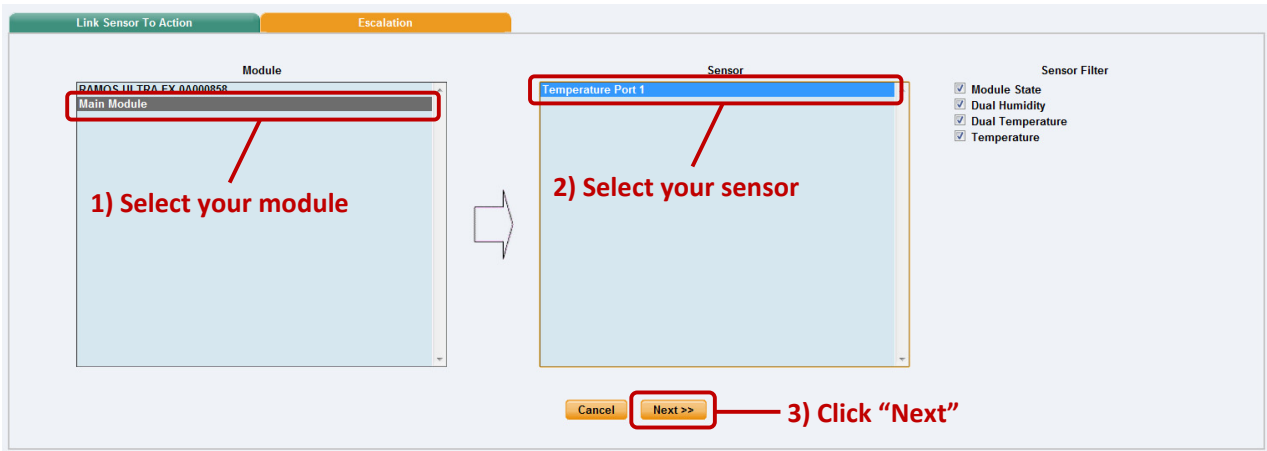 Link Sensor To Action
Escalation
Module
Sensor
Sensor Filter
RAMOS ULTRA EX 0A000858
Main Module
Temperature Port 1
Module State
Dual Humidity
Dual Temperature
Temperature
1) Select your module
2) Select your sensor
Cancel
Next >>
3) Click “Next”